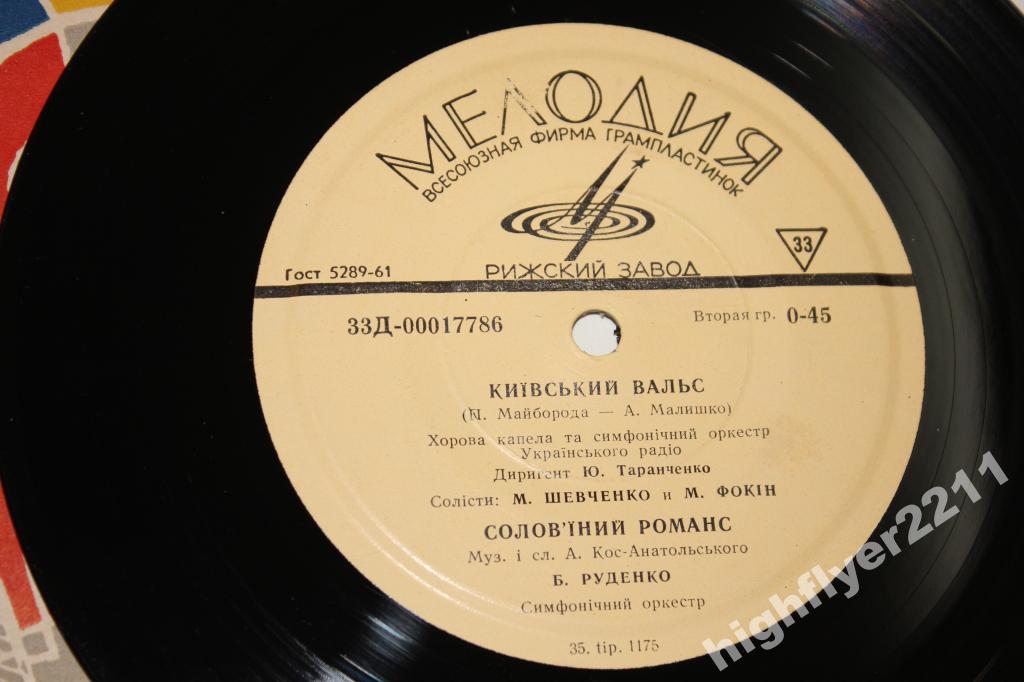 МЕЛОДИЯ
ВСЕСОЮЗНАЯ ФИРМА ГРАМПЛАСТИНОК
33
РИЖСКИЙ ЗАВОД
Гост 5289-61
33Д-00017786
Вторая гр. 0-45
КИЇВСЬКИЙ ВАЛЬС
(П. Майборода — А. Малишко)
Хорова капела та симфонічний оркестр
Українського радіо
Диригент Ю. Таранченко
Солісти: М. ШЕВЧЕНКО и М. ФОКІН
СОЛОВ'ЇНИЙ РОМАНС
Муз. і сл. А. Кос-Анатольського
Б. РУДЕНКО
Симфонічний оркестр
35. tip. 1175
highflyer2211